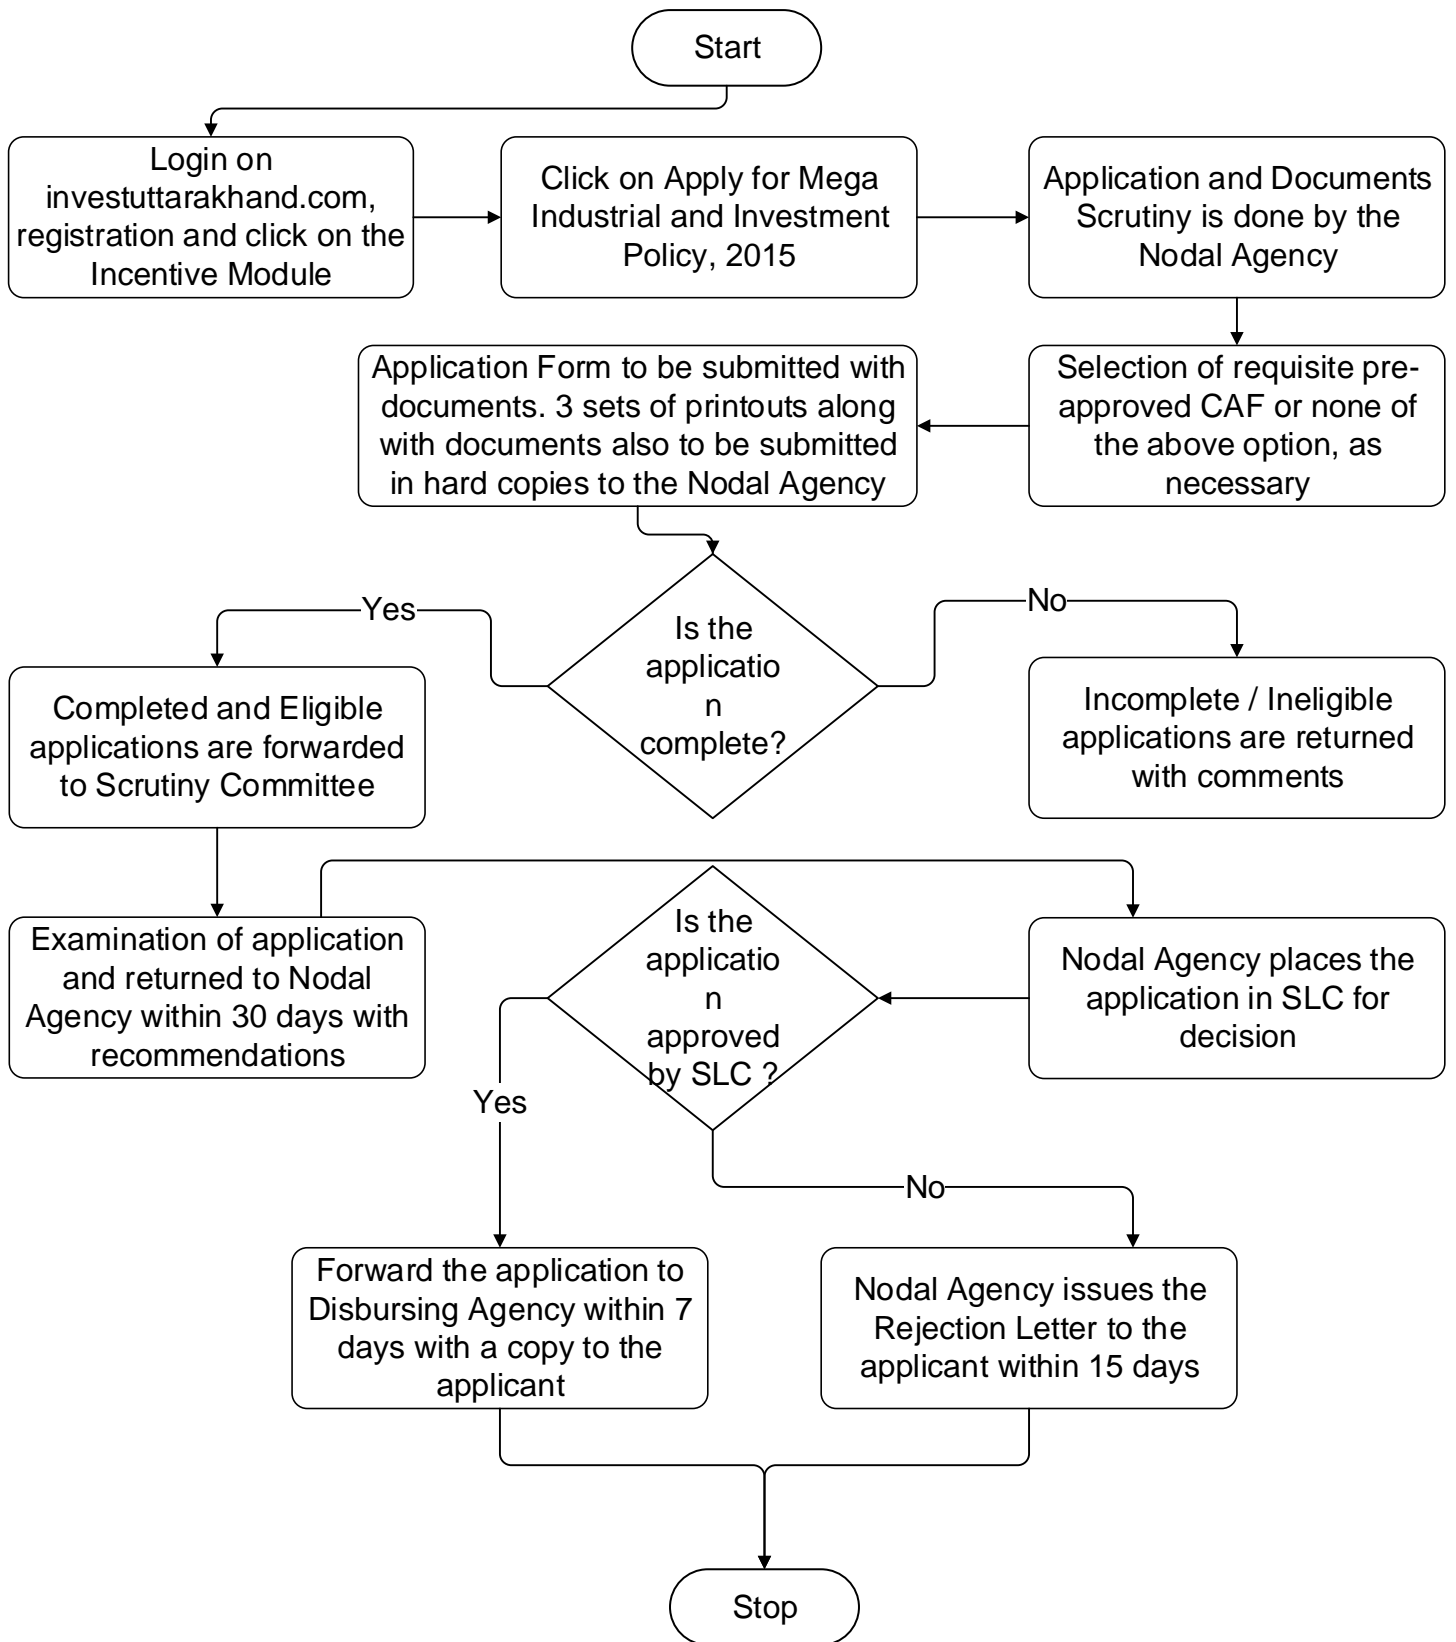 Start
Login on
investuttarakhand.com,
registration and click on the
Incentive Module
Click on Apply for Mega
Industrial and Investment
Policy, 2015
Application and Documents
Scrutiny is done by the
Nodal Agency
Selection of requisite pre-
approved CAF or none of
the above option, as
necessary
Application Form to be submitted with
documents. 3 sets of printouts along
with documents also to be submitted
in hard copies to the Nodal Agency
Is the
applicatio
n
complete?
Yes
No
Completed and Eligible
applications are forwarded
to Scrutiny Committee
Incomplete / Ineligible
applications are returned
with comments
Examination of application
and returned to Nodal
Agency within 30 days with
recommendations
Nodal Agency places the
application in SLC for
decision
Is the
applicatio
n
approved
by SLC ?
Yes
No
Forward the application to
Disbursing Agency within 7
days with a copy to the
applicant
Nodal Agency issues the
Rejection Letter to the
applicant within 15 days
Stop